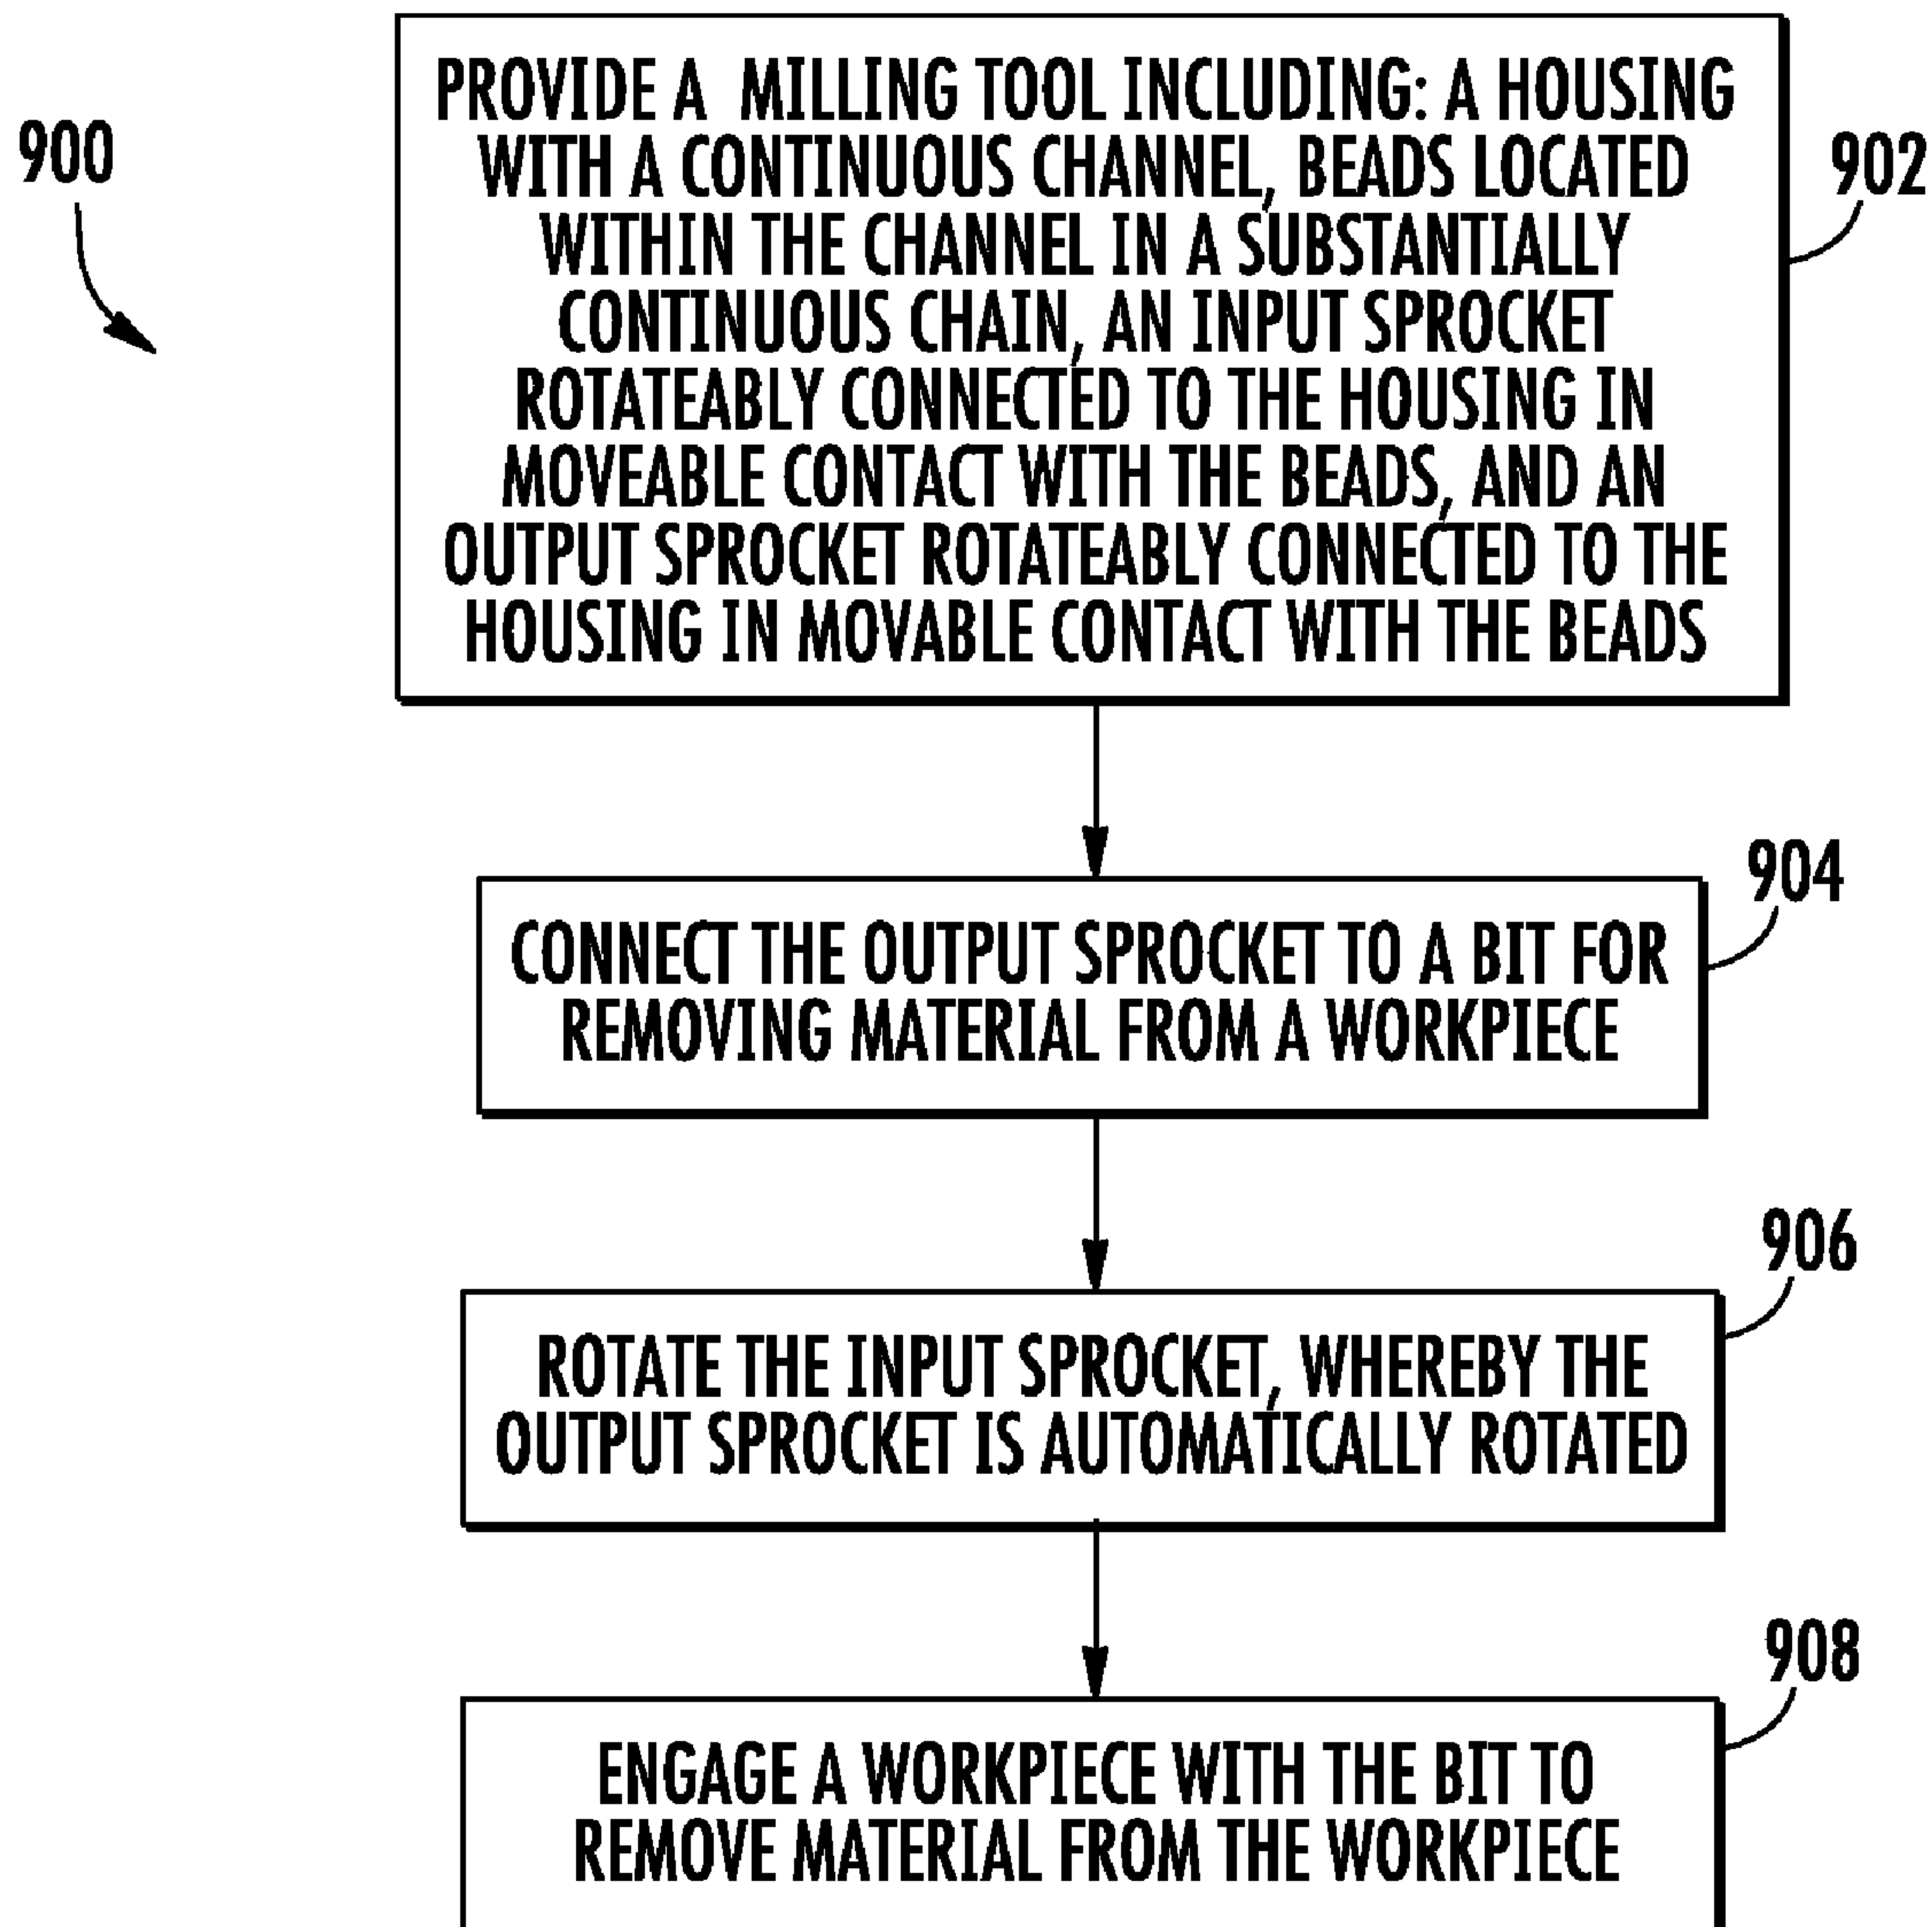 900
PROVIDE A MILLING TOOL INCLUDING: A HOUSING
WITH A CONTINUOUS CHANNEL, BEADS LOCATED
WITHIN THE CHANNEL IN A SUBSTANTIALLY
CONTINUOUS CHAIN, AN INPUT SPROCKET
ROTATEABLY CONNECTED TO THE HOUSING IN
MOVEABLE CONTACT WITH THE BEADS, AND AN
OUTPUT SPROCKET ROTATEABLY CONNECTED TO THE
HOUSING IN MOVABLE CONTACT WITH THE BEADS
902
904
CONNECT THE OUTPUT SPROCKET TO A BIT FOR
REMOVING MATERIAL FROM A WORKPIECE
906
ROTATE THE INPUT SPROCKET, WHEREBY THE
OUTPUT SPROCKET IS AUTOMATICALLY ROTATED
908
ENGAGE A WORKPIECE WITH THE BIT TO
REMOVE MATERIAL FROM THE WORKPIECE